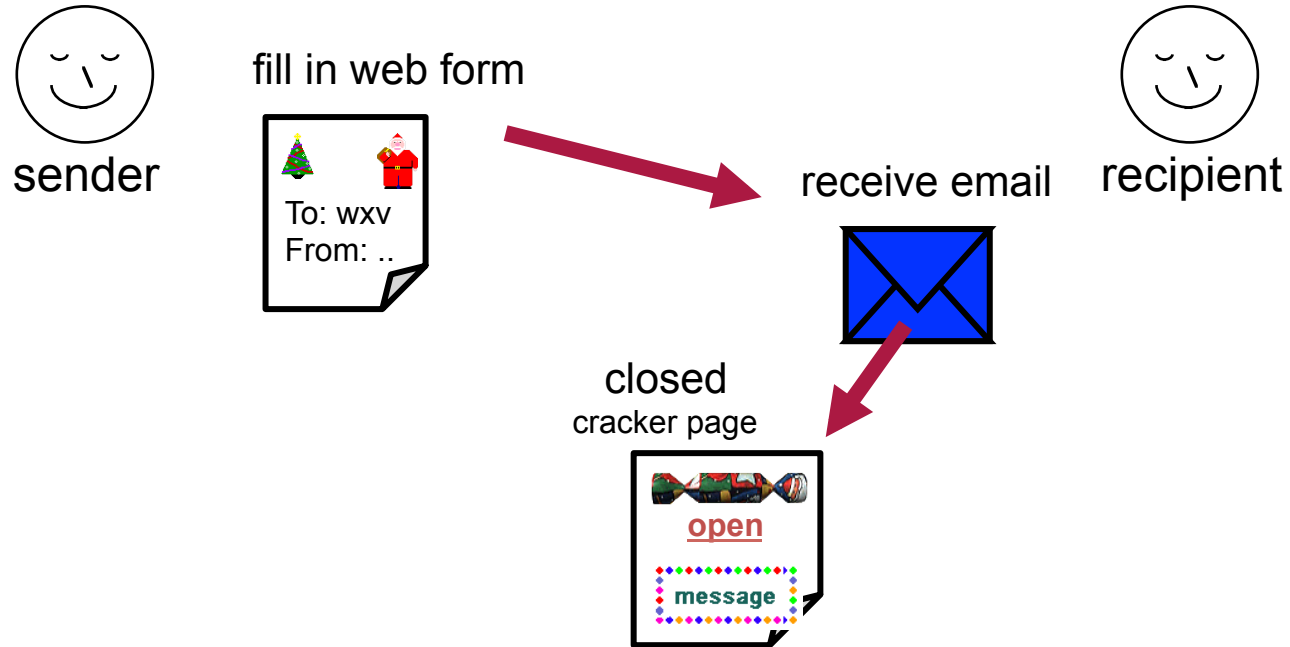 sender
fill in web form
To: wxv
From: ..
receive email
recipient
closed
cracker page
open
message